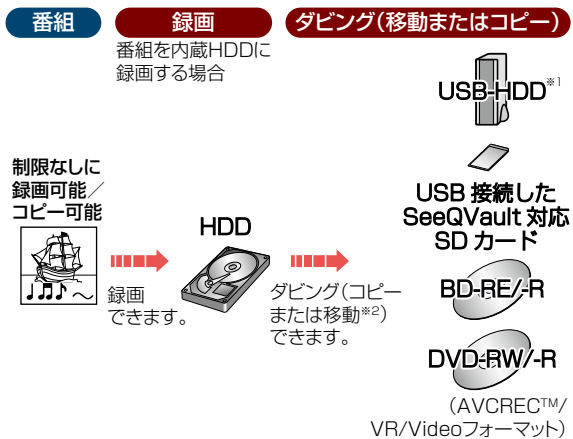 番組
録画
ダビング(移動またはコピー)
番組を内蔵HDDに
録画する場合
USB-HDD※1
制限なしに
録画可能／
コピー可能
HDD
USB 接続した
SeeQVault 対応
SD カード
録画
できます。
ダビング(コピー
または移動※2)
できます。
BD-RE/-R
DVD-RW/-R
(AVCREC™/
VR/Videoフォーマット)